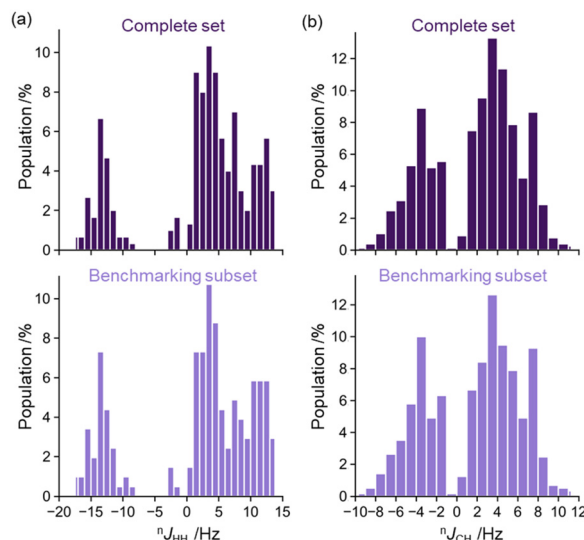 (a)
Complete set
Population /%
10
8
6
4
2
0
Benchmarking subset
Population /%
10
8
6
4
2
0
−20 −15 −10 −5 0 5 10 15
ⁿJHH /Hz
(b)
Complete set
Population /%
12
10
8
6
4
2
0
Benchmarking subset
Population /%
12
10
8
6
4
2
0
−10 −8 −6 −4 −2 0 2 4 6 8 10 12
ⁿJCH /Hz